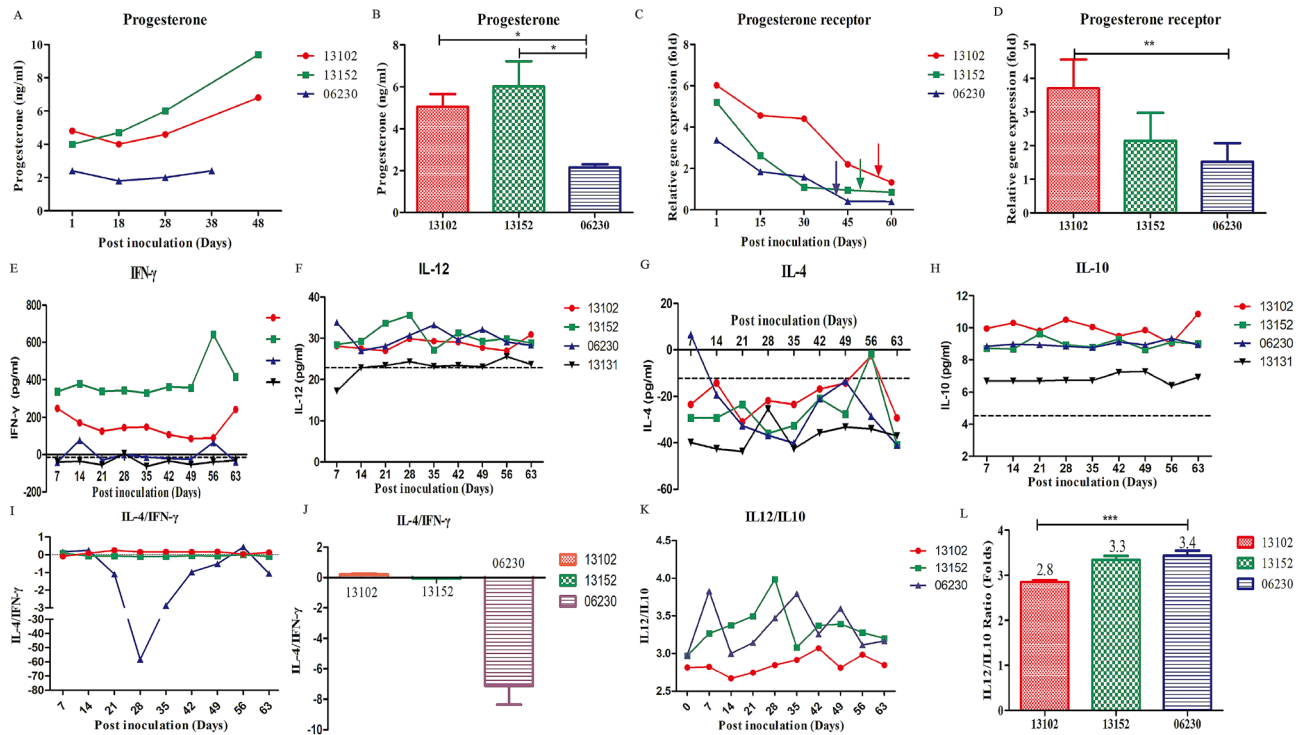 A
Progesterone
Progesterone (ng/ml)
10
8
6
4
2
0
1 18 28 38 48
Post inoculation (Days)
13102
13152
06230
B
Progesterone
*
*
Progesterone (ng/ml)
8
6
4
2
0
13102 13152 06230
C
Progesterone receptor
Relative gene expression (fold)
8
6
4
2
0
1 15 30 45 60
Post inoculation (Days)
13102
13152
06230
D
Progesterone receptor
**
Relative gene expression (fold)
5
4
3
2
1
0
13102 13152 06230
E
IFN-γ
IFN-γ (pg/ml)
800
600
400
200
0
-200
7 14 21 28 35 42 49 56 63
Post inoculation (Days)
F
IL-12
IL-12 (pg/ml)
40
30
20
10
0
7 14 21 28 35 42 49 56 63
Post inoculation (Days)
13102
13152
06230
13131
G
IL-4
IL-4 (pg/ml)
20
0
-20
-40
-60
Post inoculation (Days)
7 14 21 28 35 42 49 56 63
H
IL-10
IL-10 (pg/ml)
12
10
8
6
4
2
7 14 21 28 35 42 49 56 63
Post inoculation (Days)
13102
13152
06230
13131
I
IL-4/IFN-γ
IL-4/IFN-γ
1
0
-1
-2
-3
-30
-40
-50
-60
-70
-80
7 14 21 28 35 42 49 56 63
Post inoculation (Days)
J
IL-4/IFN-γ
IL-4/IFN-γ
2
0
-2
-4
-6
-8
-10
13102 13152 06230
13102
13152
06230
K
IL12/IL10
IL12/IL10
4.5
4.0
3.5
3.0
2.5
0 7 14 21 28 35 42 49 56 63
Post inoculation (Days)
13102
13152
06230
L
***
IL12/IL10 Ratio (Folds)
4
3
2
1
0
2.8 3.3 3.4
13102 13152 06230
13102
13152
06230